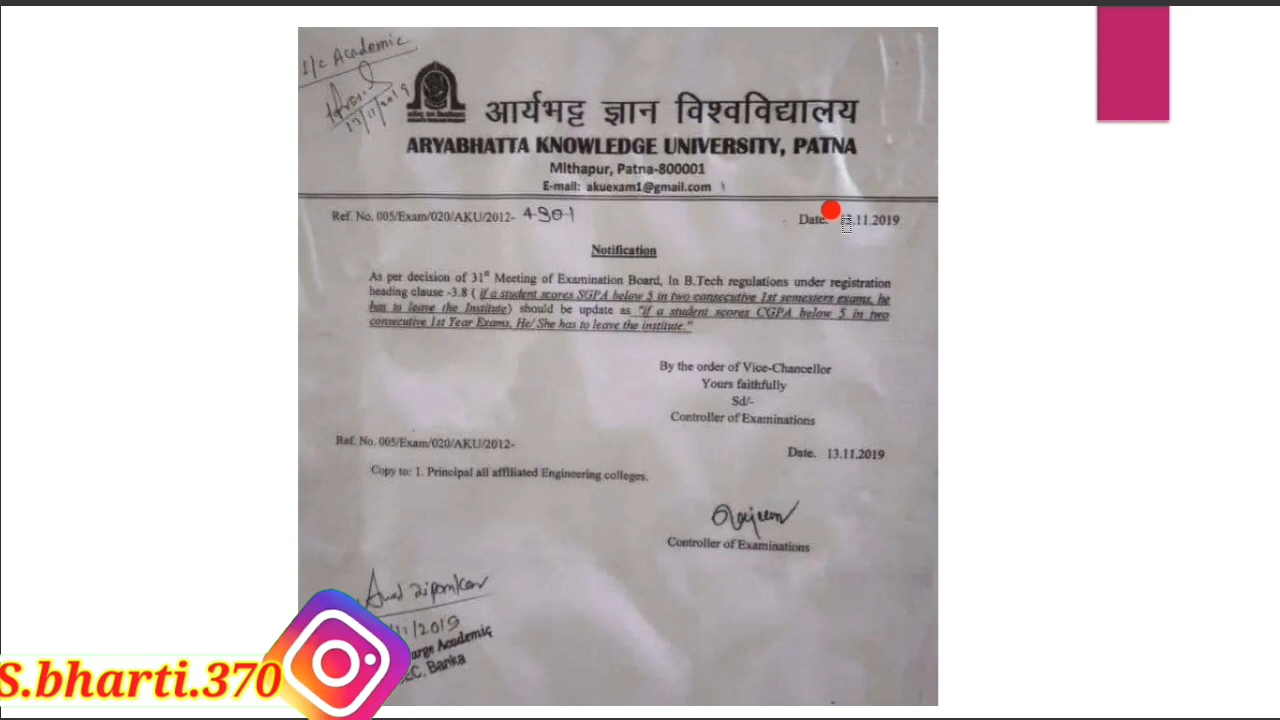 I/c Academic
आर्यभट्ट ज्ञान विश्वविद्यालय
ARYABHATTA KNOWLEDGE UNIVERSITY, PATNA
Mithapur, Patna-800001
E-mail: akuexam1@gmail.com
Ref. No. 005/Exam/020/AKU/2012- 4901
Date. .11.2019
Notification
As per decision of 31st Meeting of Examination Board, In B.Tech regulations under registration
heading clause -3.8 ( if a student scores SGPA below 5 in two consecutive 1st semesters exams, he
has to leave the Institute) should be update as "if a student scores CGPA below 5 in two
consecutive 1st Year Exams, He/ She has to leave the institute."
By the order of Vice-Chancellor
Yours faithfully
Sd/-
Controller of Examinations
Ref. No. 005/Exam/020/AKU/2012-
Date. 13.11.2019
Copy to: 1. Principal all affiliated Engineering colleges.
Controller of Examinations
/11/2019
arge Academic
EC, Banka
S.bharti.370